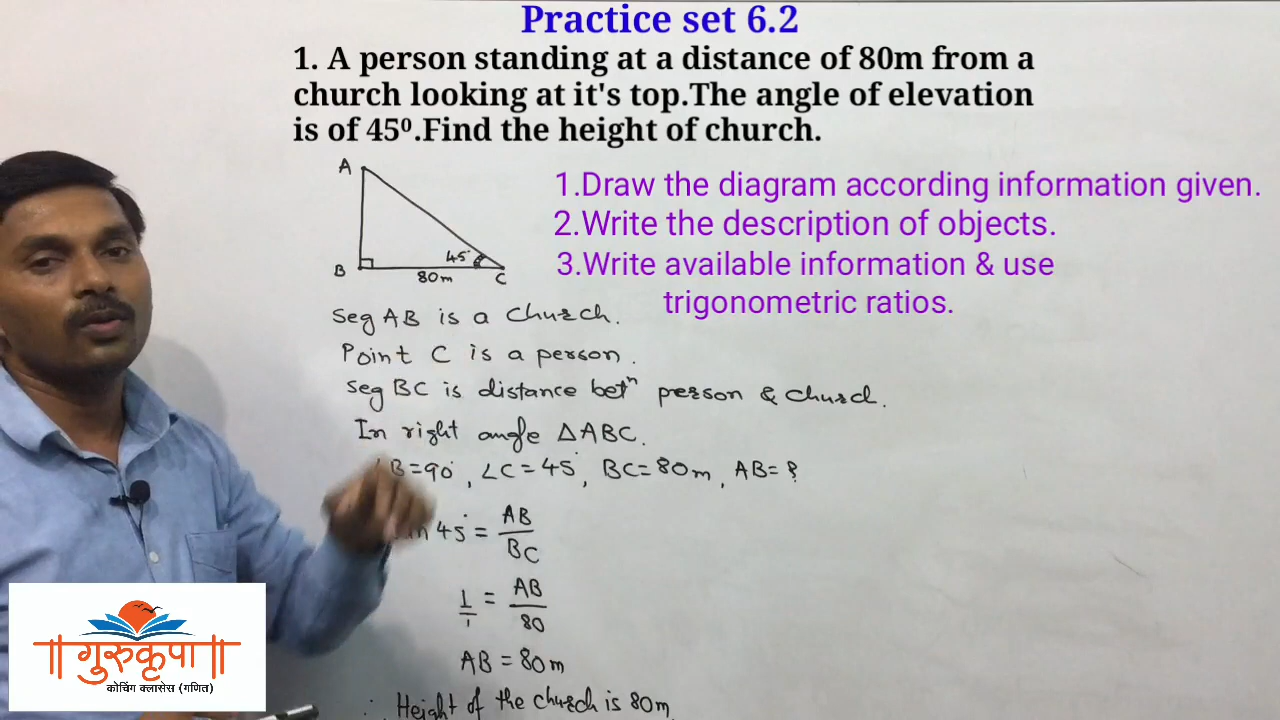 Practice set 6.2
1. A person standing at a distance of 80m from a
church looking at it's top.The angle of elevation
is of 45⁰.Find the height of church.
A
B
45°
80m
C
1.Draw the diagram according information given.
2.Write the description of objects.
3.Write available information & use
trigonometric ratios.
Seg AB is a church.
Point C is a person.
Seg BC is distance betⁿ person & church.
In right angle △ABC.
B=90°, ∠C=45°, BC=80m, AB=?
45° = AB/BC
1/1 = AB/80
AB = 80m
∴ Height of the church is 80m.
॥ गुरुकृपा ॥
कोचिंग क्लासेस (गणित)